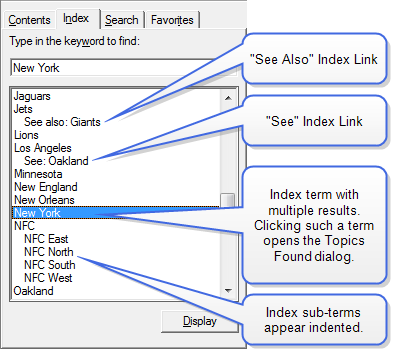 Contents Index Search Favorites
Type in the keyword to find:
New York
Jaguars
Jets
See also: Giants
Lions
Los Angeles
See: Oakland
Minnesota
New England
New Orleans
New York
NFC
NFC East
NFC North
NFC South
NFC West
Oakland
Display
"See Also" Index Link
"See" Index Link
Index term with
multiple results.
Clicking such a term
opens the Topics
Found dialog.
Index sub-terms
appear indented.